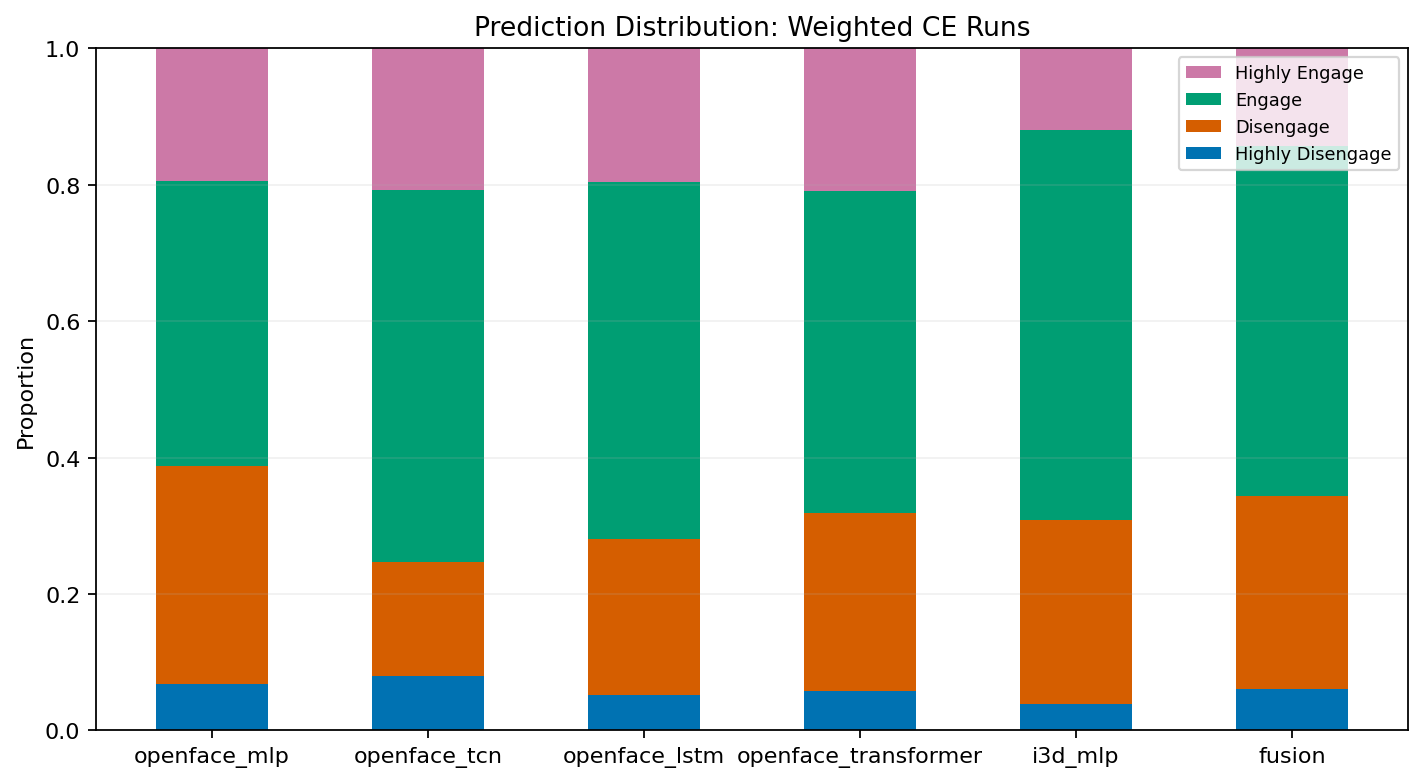 Prediction Distribution: Weighted CE Runs
Highly Engage
Engage
Disengage
Highly Disengage
Proportion
1.0
0.8
0.6
0.4
0.2
0.0
openface_mlp openface_tcn openface_lstm openface_transformer i3d_mlp fusion